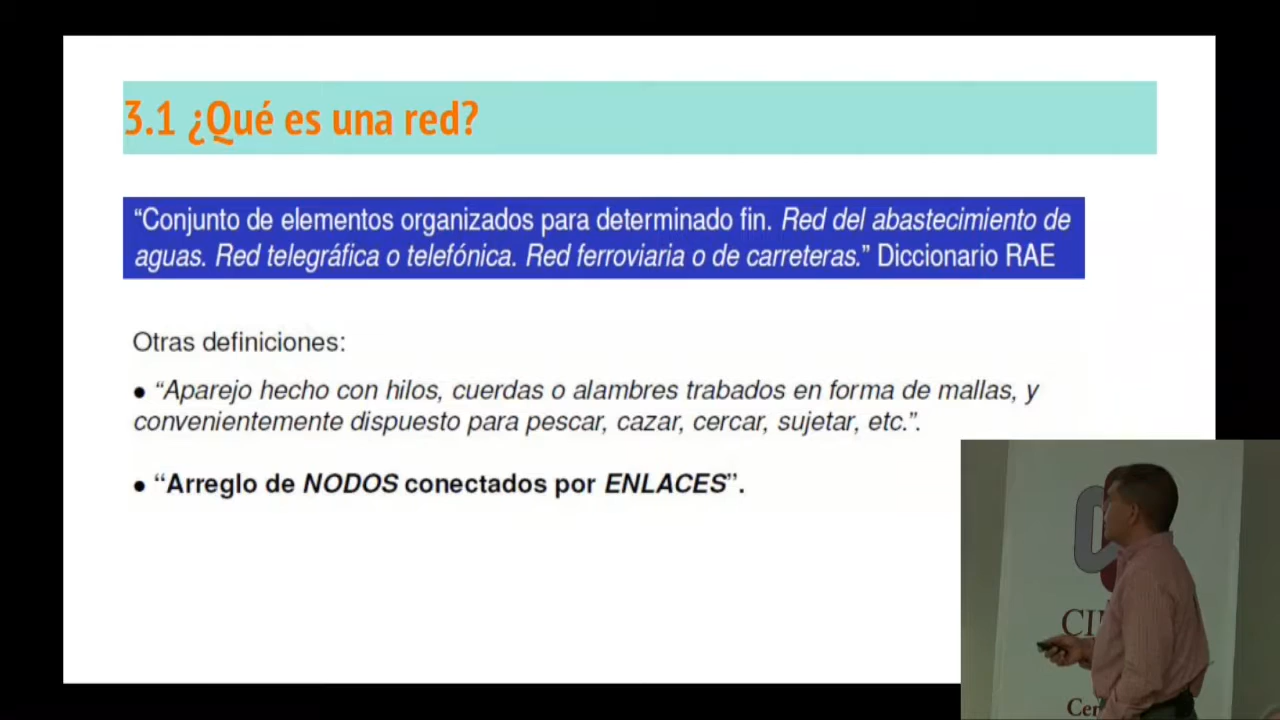 3.1 ¿Qué es una red?
“Conjunto de elementos organizados para determinado fin. Red del abastecimiento de
aguas. Red telegráfica o telefónica. Red ferroviaria o de carreteras.” Diccionario RAE
Otras definiciones:
● “Aparejo hecho con hilos, cuerdas o alambres trabados en forma de mallas, y
convenientemente dispuesto para pescar, cazar, cercar, sujetar, etc.”.
● “Arreglo de NODOS conectados por ENLACES”.